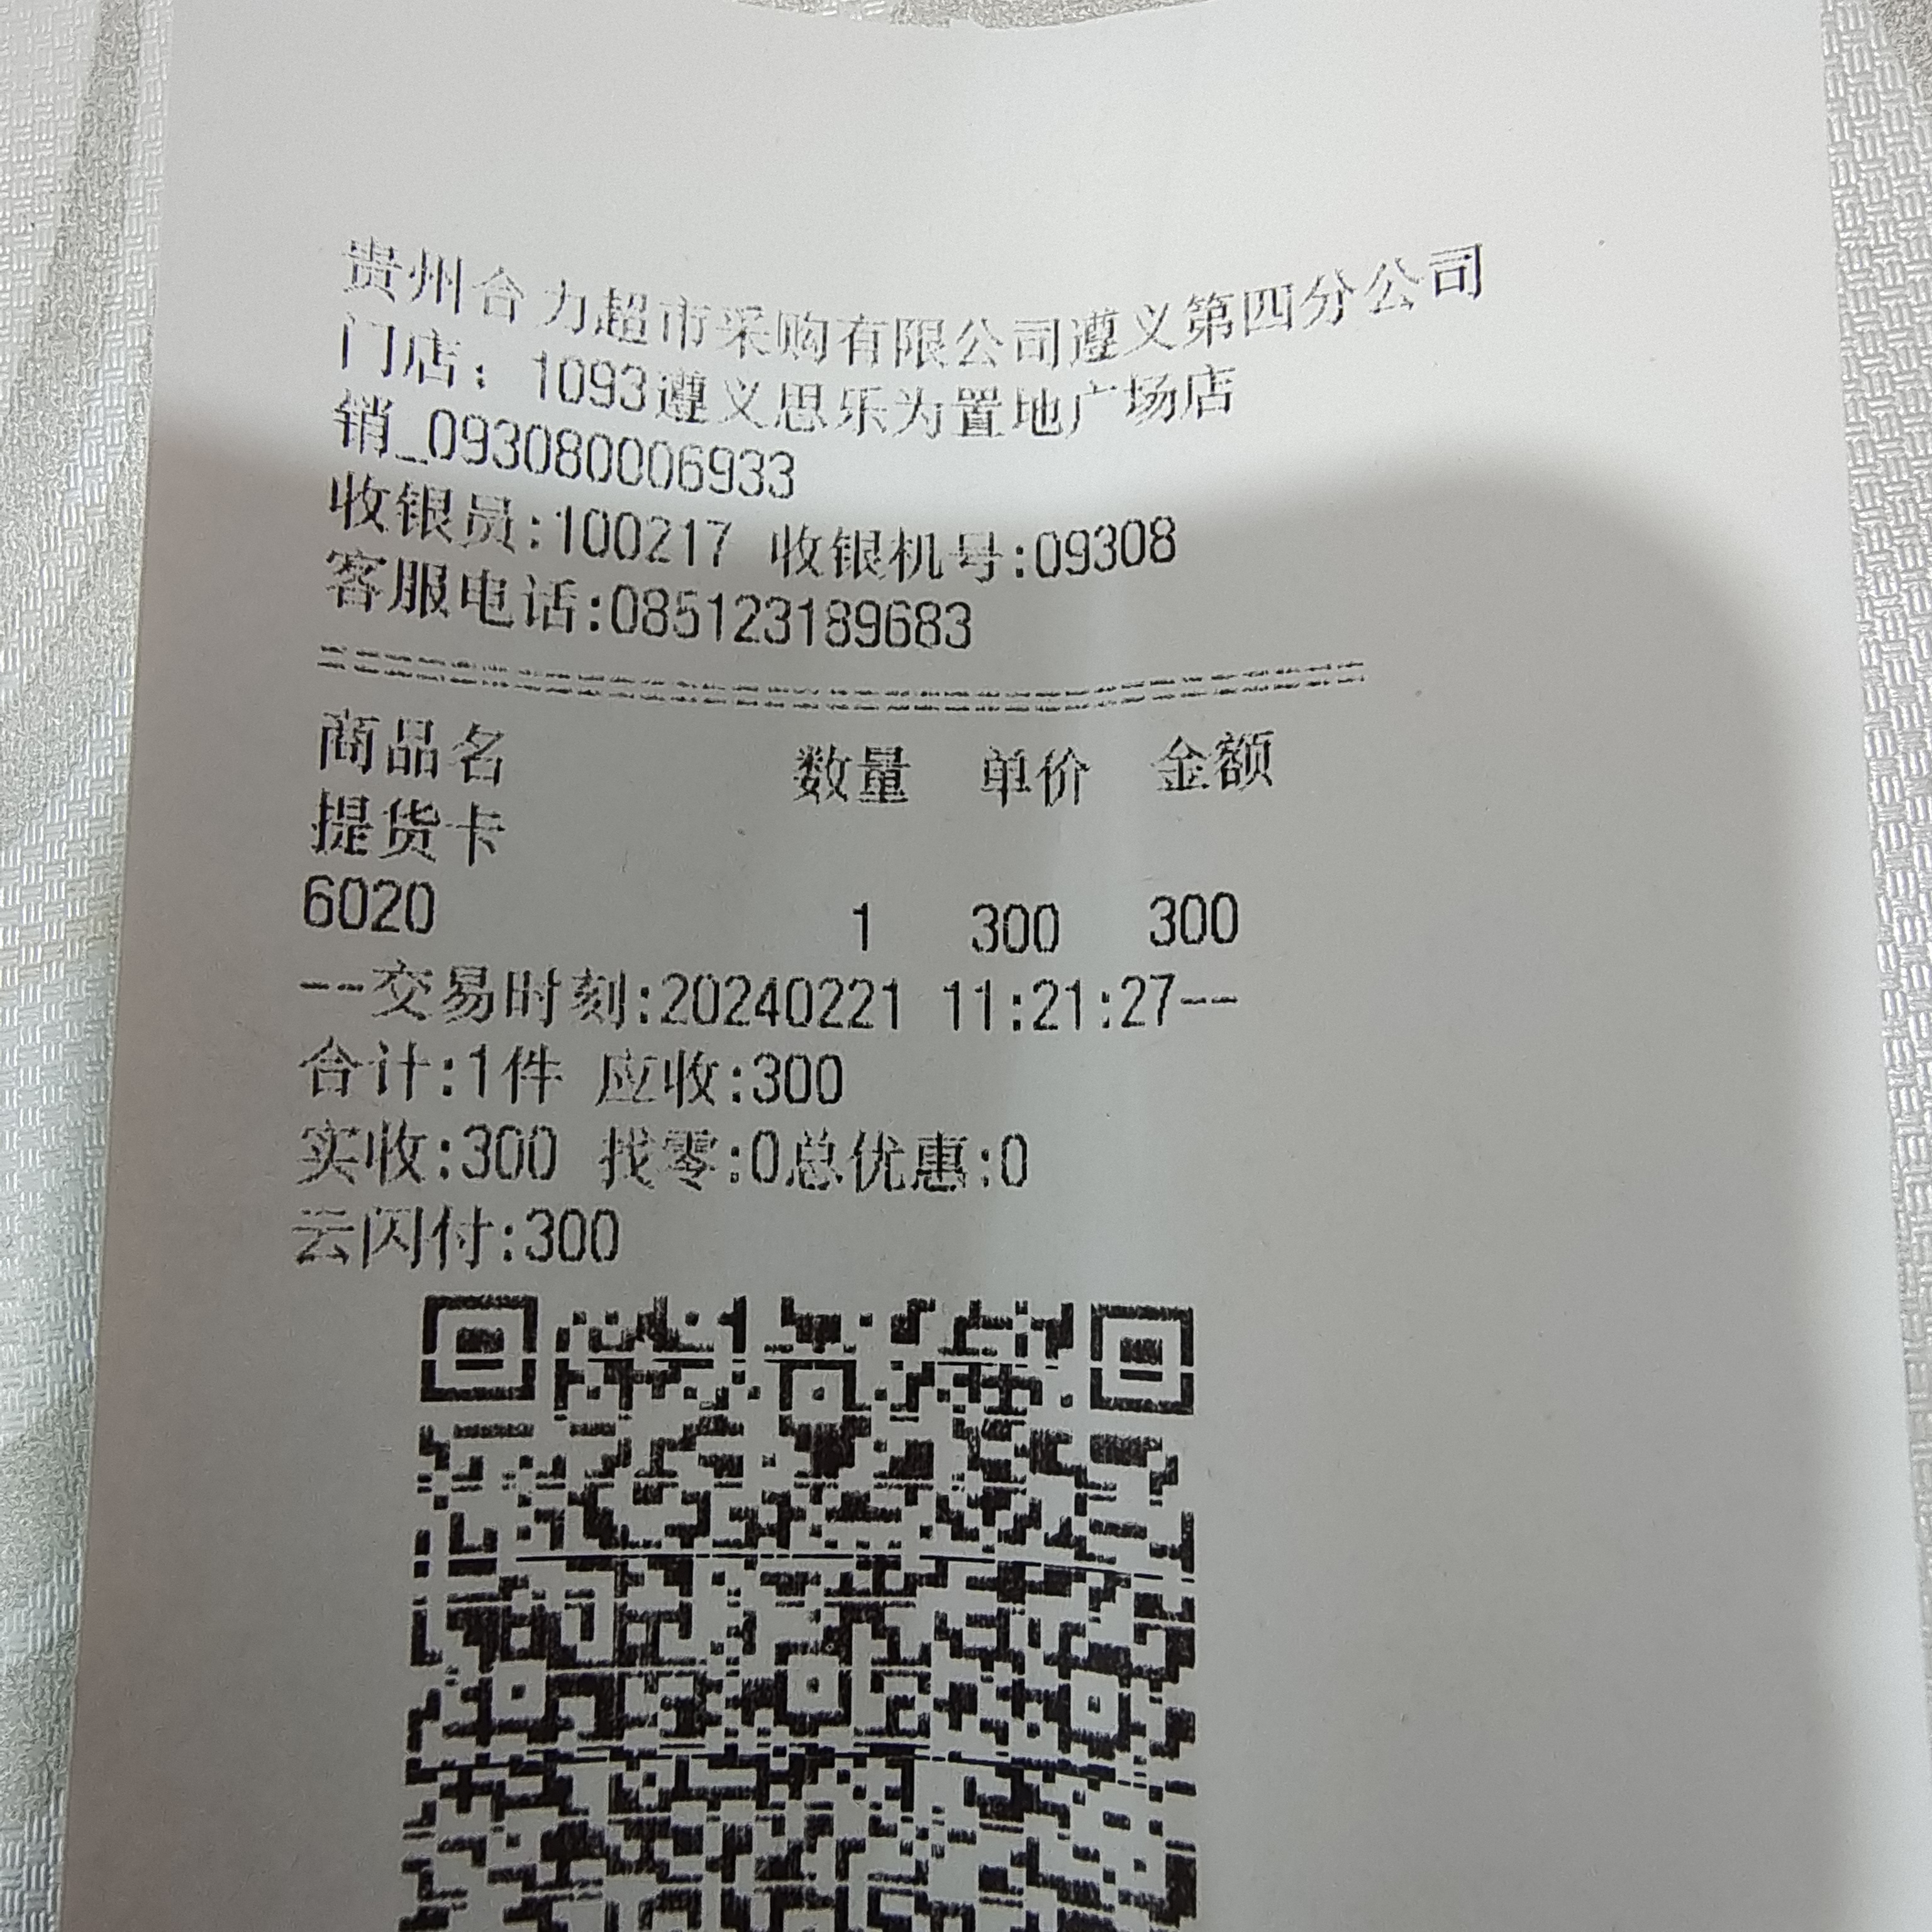 贵州合力超市采购有限公司遵义第四分公司
门店：1093遵义思乐为置地广场店
销_093080006933
收银员:100217 收银机号:09308
客服电话:085123189683
商品名 数量 单价 金额
提货卡
6020 1 300 300
--交易时刻:20240221 11:21:27--
合计:1件 应收:300
实收:300 找零:0总优惠:0
云闪付:300